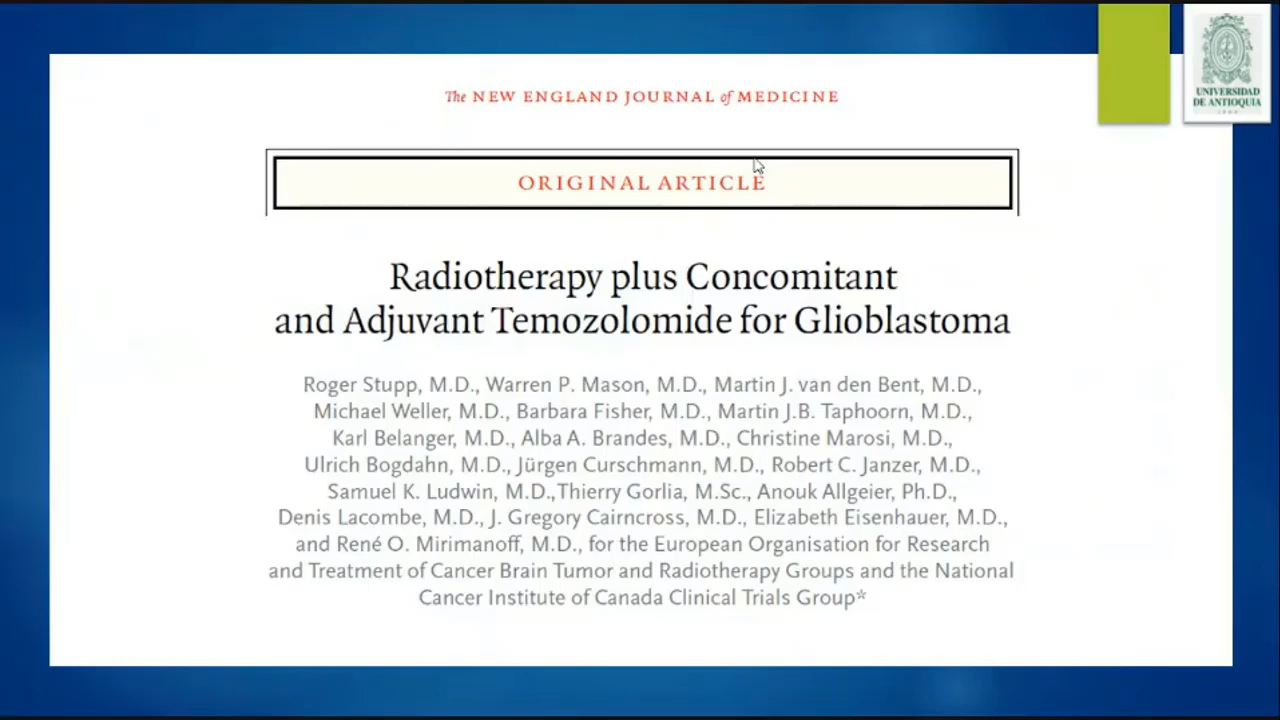 The NEW ENGLAND JOURNAL of MEDICINE
UNIVERSIDAD
DE ANTIOQUIA
ORIGINAL ARTICLE
Radiotherapy plus Concomitant
and Adjuvant Temozolomide for Glioblastoma
Roger Stupp, M.D., Warren P. Mason, M.D., Martin J. van den Bent, M.D.,
Michael Weller, M.D., Barbara Fisher, M.D., Martin J.B. Taphoorn, M.D.,
Karl Belanger, M.D., Alba A. Brandes, M.D., Christine Marosi, M.D.,
Ulrich Bogdahn, M.D., Jürgen Curschmann, M.D., Robert C. Janzer, M.D.,
Samuel K. Ludwin, M.D.,Thierry Gorlia, M.Sc., Anouk Allgeier, Ph.D.,
Denis Lacombe, M.D., J. Gregory Cairncross, M.D., Elizabeth Eisenhauer, M.D.,
and René O. Mirimanoff, M.D., for the European Organisation for Research
and Treatment of Cancer Brain Tumor and Radiotherapy Groups and the National
Cancer Institute of Canada Clinical Trials Group*